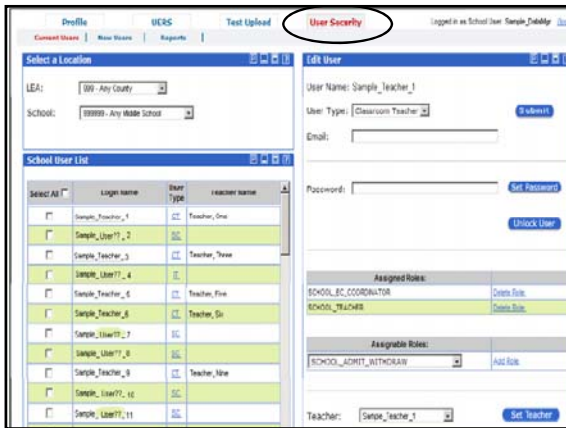 Profile UERS Test Upload User Security Logged in as School User Sample_DataMgr
Current Users | New Users | Reports |
Select a Location
LEA: 999 - Any County
School: 999999 - Any Middle School
School User List
Select All Login Name User Type Teacher Name
Sample_Teacher_1 CT Teacher, One
Sample_User??_2 SC
Sample_Teacher_3 CT Teacher, Three
Sample_User??_4
Sample_Teacher_5 CT Teacher, Five
Sample_Teacher_6 CT Teacher, Six
Sample_User??_7 SC
Sample_User??_8 SC
Sample_Teacher_9 CT Teacher, Nine
Sample_User??_10 SC
Sample_User??_11 SC
Edit User
User Name: Sample_Teacher_1
User Type: Classroom Teacher Submit
Email:
Password: Set Password
Unlock User
Assigned Roles:
SCHOOL_EC_COORDINATOR Delete Role
SCHOOL_TEACHER Delete Role
Assignable Roles:
SCHOOL_ADMIT_WITHDRAW Add Role
Teacher: Sample_Teacher_1 Set Teacher